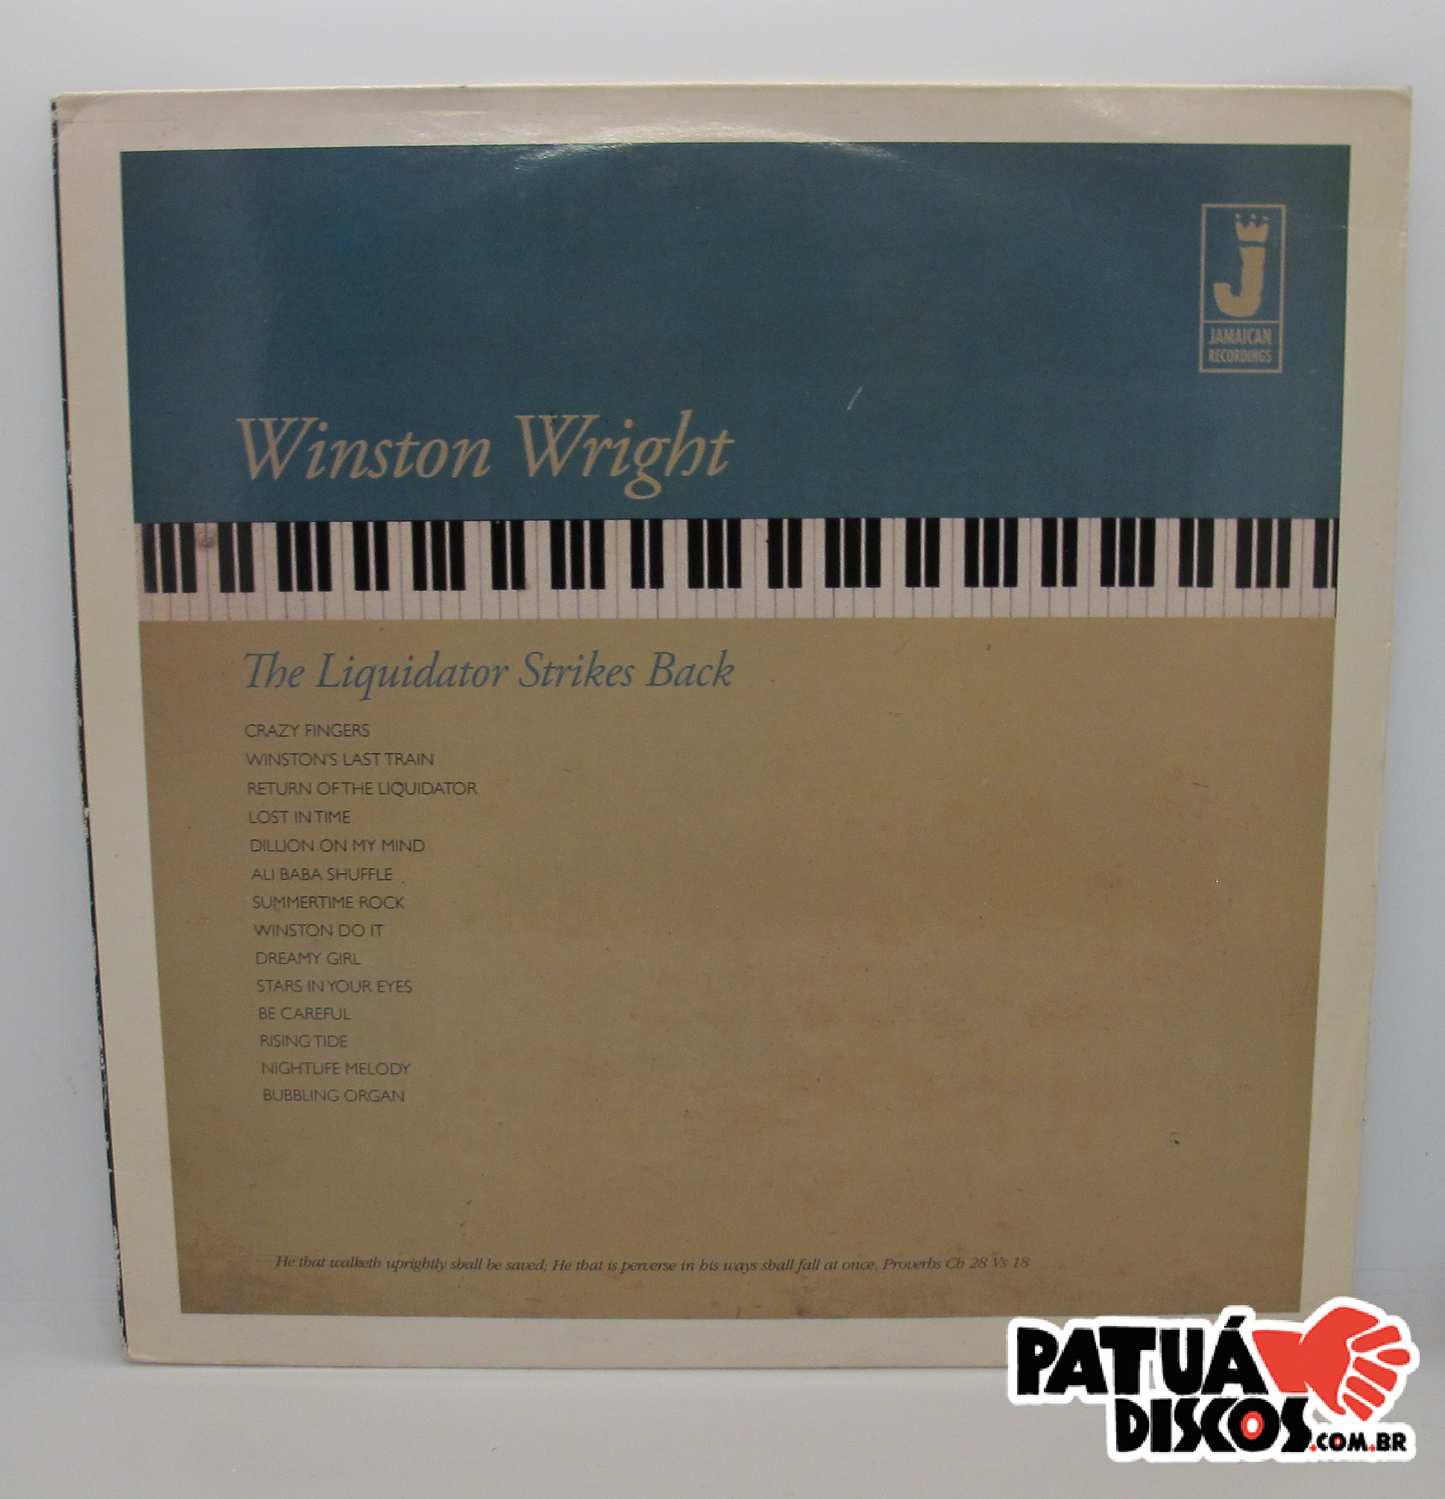 J
JAMAICAN
RECORDINGS
Winston Wright
The Liquidator Strikes Back
CRAZY FINGERS
WINSTON'S LAST TRAIN
RETURN OF THE LIQUIDATOR
LOST IN TIME
DILLION ON MY MIND
ALI BABA SHUFFLE
SUMMERTIME ROCK
WINSTON DO IT
DREAMY GIRL
STARS IN YOUR EYES
BE CAREFUL
RISING TIDE
NIGHTLIFE MELODY
BUBBLING ORGAN
He that walketh uprightly shall be saved; He that is perverse in his ways shall fall at once. Proverbs Ch 28 Vs 18
PATUÁ
DISCOS.COM.BR